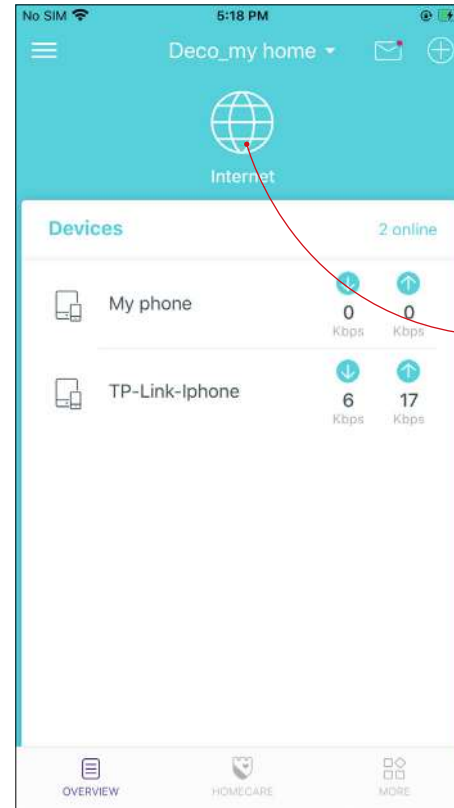 No SIM 5:18 PM
Deco_my home
Internet
Devices 2 online
My phone
0 0
Kbps Kbps
TP-Link-Iphone
6 17
Kbps Kbps
OVERVIEW HOMECARE MORE